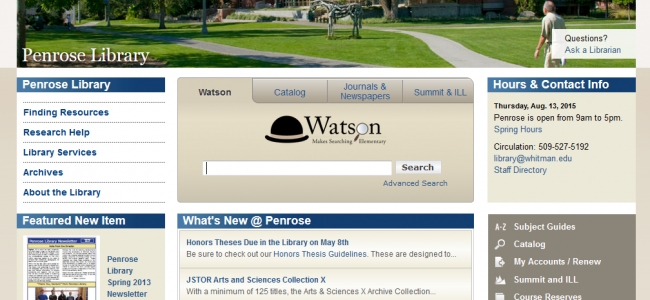 Penrose Library
Questions?
Ask a Librarian
Penrose Library
Finding Resources
Research Help
Library Services
Archives
About the Library
Watson
Catalog
Journals &
Newspapers
Summit & ILL
Watson
Makes Searching Elementary
Search
Advanced Search
Hours & Contact Info
Thursday, Aug. 13, 2015
Penrose is open from 9am to 5pm.
Spring Hours
Circulation: 509-527-5192
library@whitman.edu
Staff Directory
Featured New Item
Penrose Library Newsletter
Penrose
Library
Spring 2013
Newsletter
What's New @ Penrose
Honors Theses Due in the Library on May 8th
Be sure to check out our Honors Thesis Guidelines. These are designed to...
JSTOR Arts and Sciences Collection X
With a minimum of 125 titles, the Arts & Sciences X Archive Collection...
A-Z Subject Guides
Catalog
My Accounts / Renew
Summit and ILL
Course Reserves